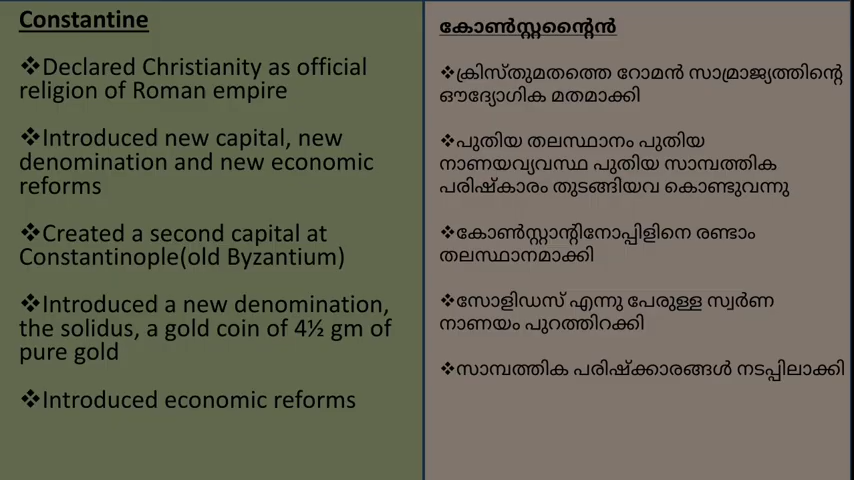 Constantine
❖Declared Christianity as official
religion of Roman empire
❖Introduced new capital, new
denomination and new economic
reforms
❖Created a second capital at
Constantinople(old Byzantium)
❖Introduced a new denomination,
the solidus, a gold coin of 4½ gm of
pure gold
❖Introduced economic reforms
കോൺസ്റ്റന്റൈൻ
❖ക്രിസ്തുമതത്തെ റോമൻ സാമ്രാജ്യത്തിന്റെ
ഔദ്യോഗിക മതമാക്കി
❖പുതിയ തലസ്ഥാനം പുതിയ
നാണയവ്യവസ്ഥ പുതിയ സാമ്പത്തിക
പരിഷ്കാരം തുടങ്ങിയവ കൊണ്ടുവന്നു
❖കോൺസ്റ്റാന്റിനോപ്പിളിനെ രണ്ടാം
തലസ്ഥാനമാക്കി
❖സോളിഡസ് എന്നു പേരുള്ള സ്വർണ
നാണയം പുറത്തിറക്കി
❖സാമ്പത്തിക പരിഷ്ക്കാരങ്ങൾ നടപ്പിലാക്കി